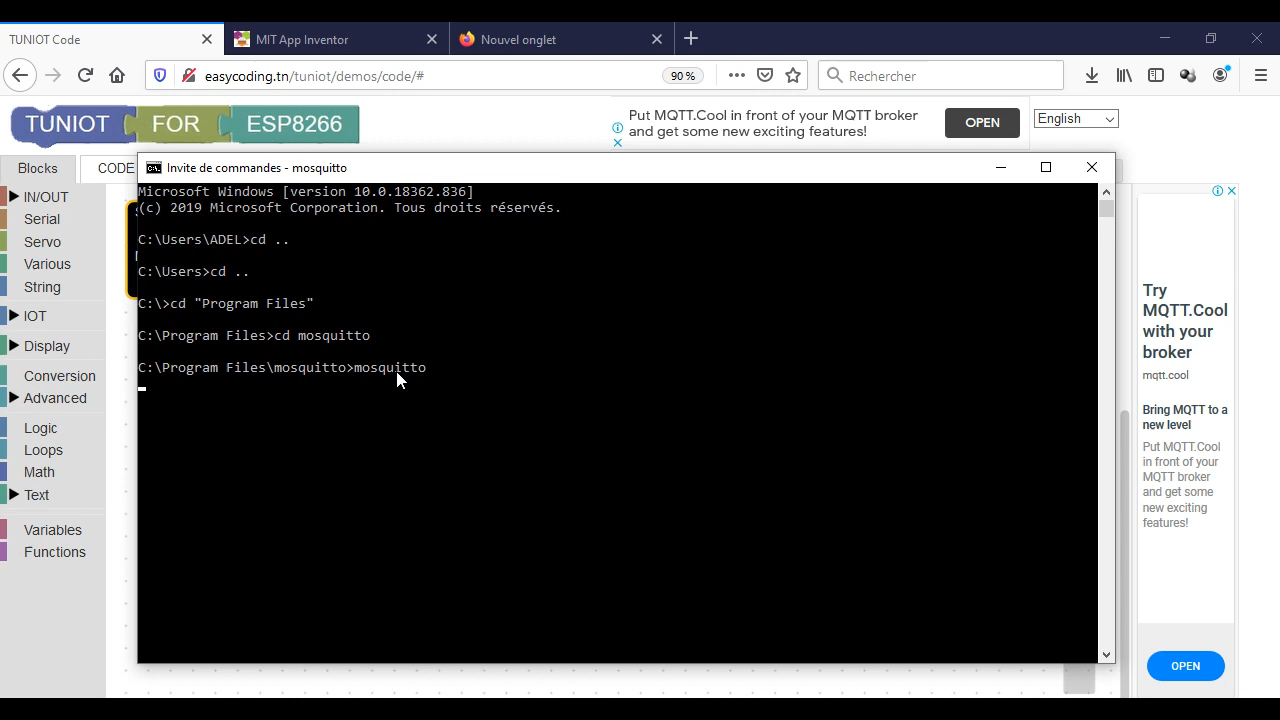 TUNIOT Code
MIT App Inventor
Nouvel onglet
easycoding.tn/tuniot/demos/code/#
90 %
Rechercher
TUNIOT FOR ESP8266
Put MQTT.Cool in front of your MQTT broker
and get some new exciting features!
OPEN
English
Blocks
CODE
IN/OUT
Serial
Servo
Various
String
IOT
Display
Conversion
Advanced
Logic
Loops
Math
Text
Variables
Functions
Invite de commandes - mosquitto
Microsoft Windows [version 10.0.18362.836]
(c) 2019 Microsoft Corporation. Tous droits réservés.
C:\Users\ADEL>cd ..
C:\Users>cd ..
C:\>cd "Program Files"
C:\Program Files>cd mosquitto
C:\Program Files\mosquitto>mosquitto
Try
MQTT.Cool
with your
broker
mqtt.cool
Bring MQTT to a
new level
Put MQTT.Cool
in front of your
MQTT broker
and get some
new exciting
features!
OPEN